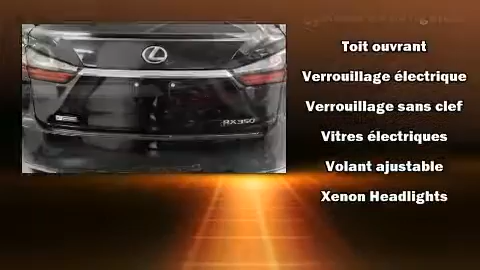 RX350
Toit ouvrant
Verrouillage électrique
Verrouillage sans clef
Vitres électriques
Volant ajustable
Xenon Headlights